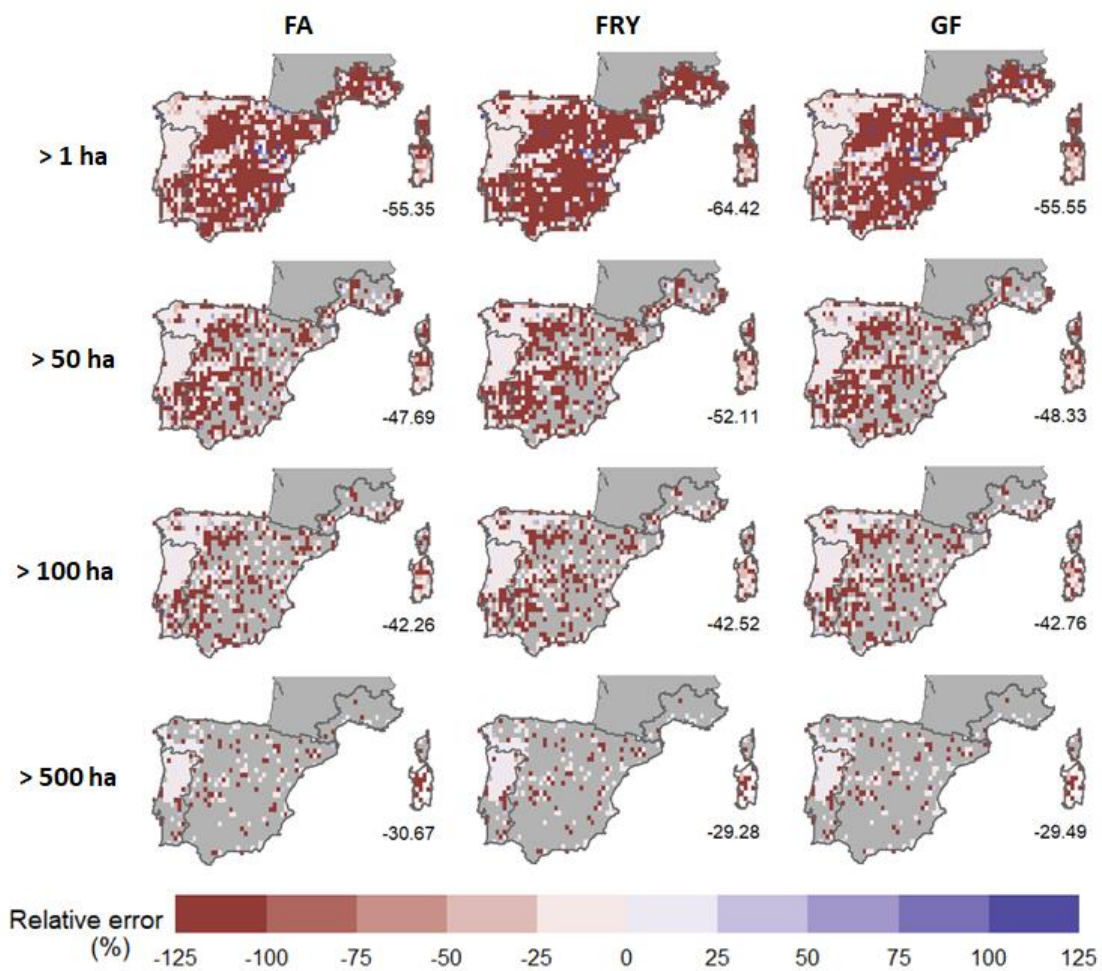 FA FRY GF
> 1 ha
-55.35 -64.42 -55.55
> 50 ha
-47.69 -52.11 -48.33
> 100 ha
-42.26 -42.52 -42.76
> 500 ha
-30.67 -29.28 -29.49
Relative error
(%)
-125 -100 -75 -50 -25 0 25 50 75 100 125